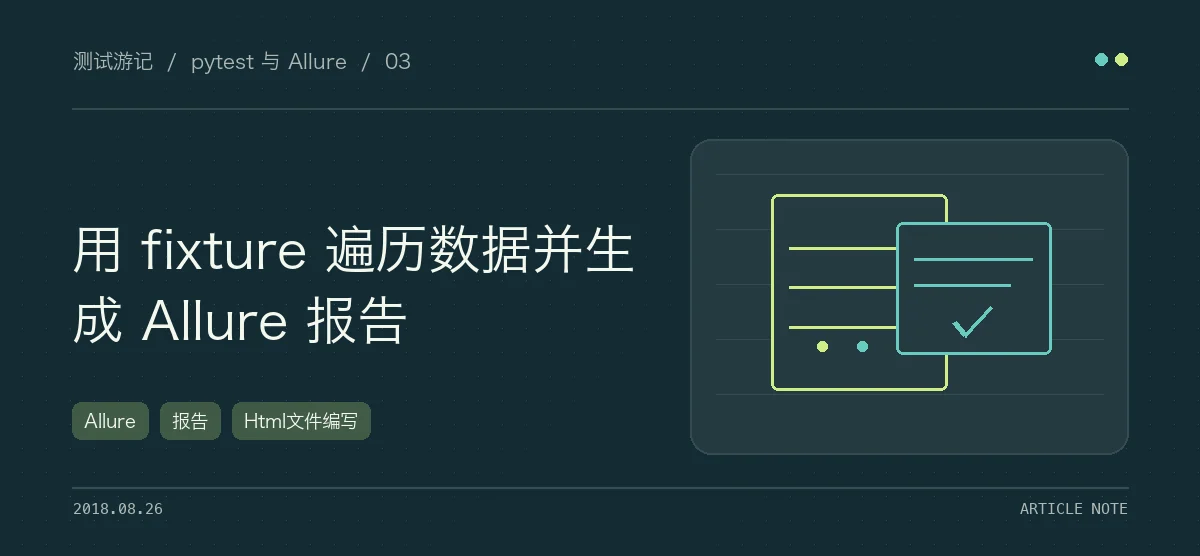 测试游记 / pytest 与 Allure / 03
用 fixture 遍历数据并生
成 Allure 报告
Allure 报告 Html文件编写
2018.08.26 ARTICLE NOTE